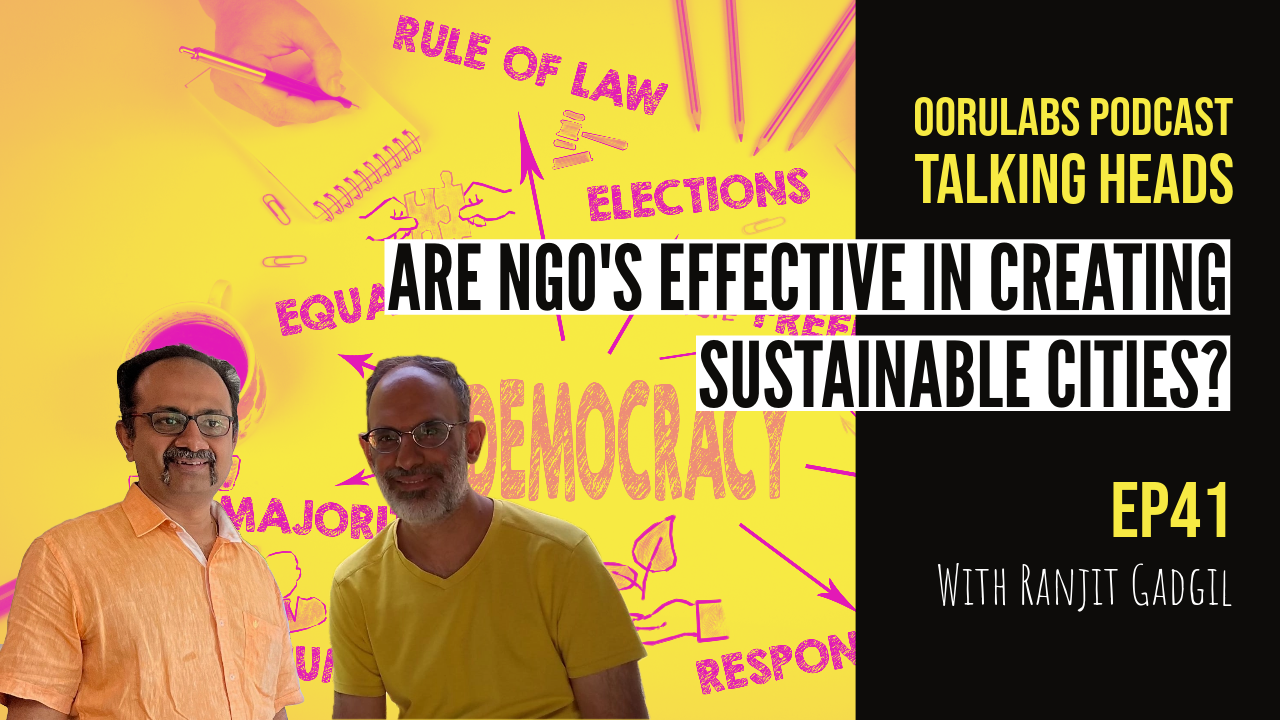 RULE OF LAW
ELECTIONS
OORULABS PODCAST
TALKING HEADS
ARE NGO'S EFFECTIVE IN CREATING
SUSTAINABLE CITIES?
EQUA
FREE
DEMOCRACY
MAJORI
EP41
WITH RANJIT GADGIL
RESPON